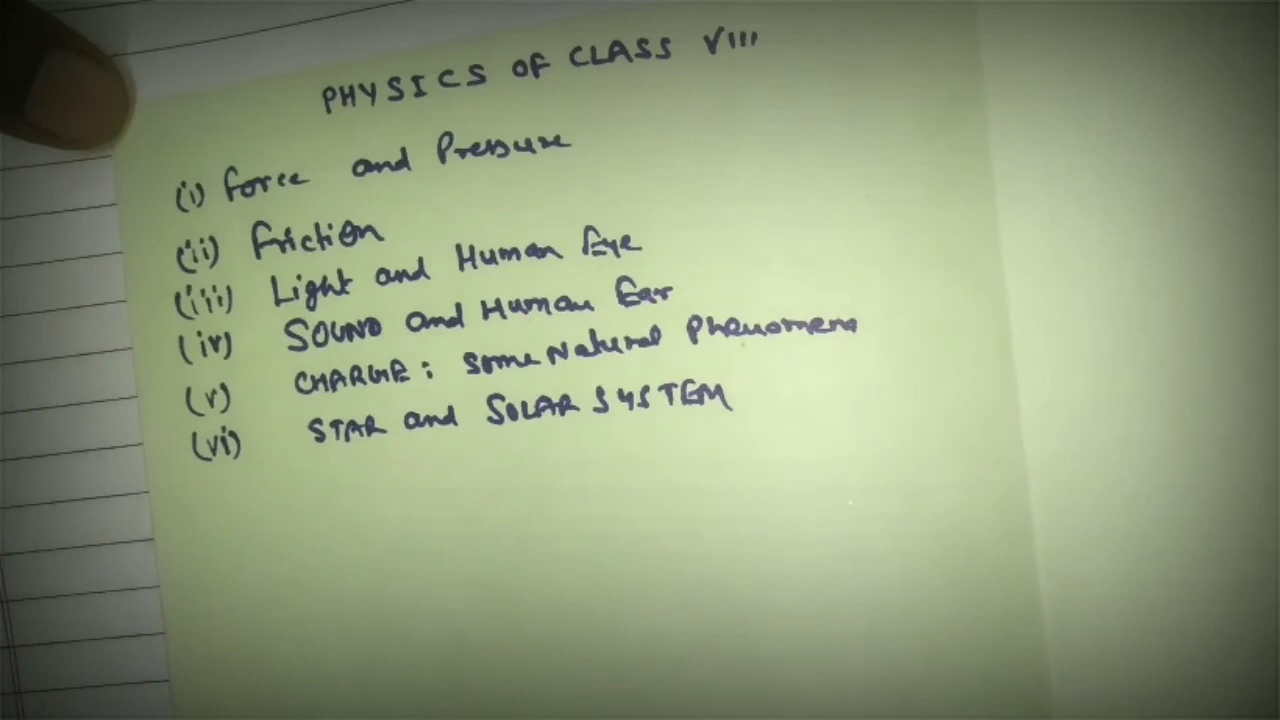 PHYSICS OF CLASS VIII
(i) Force and Pressure
(ii) Friction
(iii) Light and Human Eye
(iv) SOUND and Human Ear
(v) CHARGE: Some Natural Phenomena
(vi) STAR and SOLAR SYSTEM